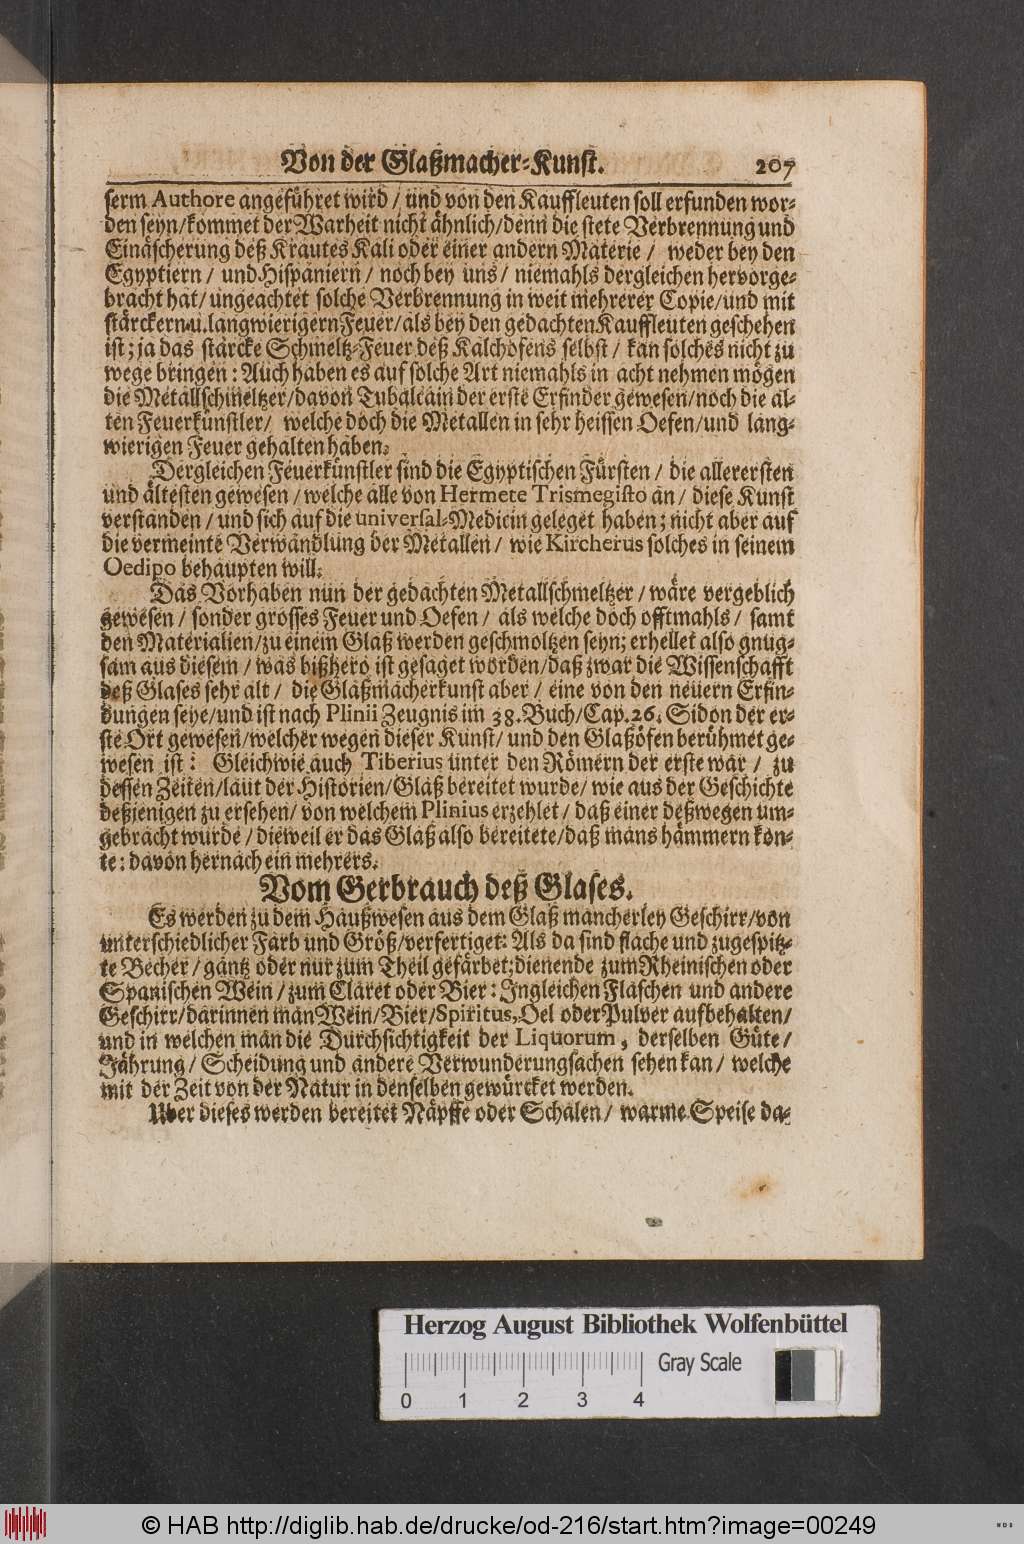 Von der Glaßmacher-Kunst. 207
serm Authore angeführet wird / und von den Kauffleuten soll erfunden wor-
den seyn/kommet der Warheit nicht ähnlich/denn die stete Verbrennung und
Einäscherung deß Krautes Kali oder einer andern Materie / weder bey den
Egyptiern / und Hispaniern / noch bey uns / niemahls dergleichen hervorge-
bracht hat/ ungeachtet solche Verbrennung in weit mehrerer Copie/und mit
stärckern u. langwierigern Feuer/als bey den gedachten Kauffleuten geschehen
ist; ja das starcke Schmeltz-Feuer deß Kalchofens selbst / kan solches nicht zu
wege bringen : Auch haben es auf solche Art niemahls in acht nehmen mögen
die Metallschmeltzer/davon Tubalcain der erste Erfinder gewesen/noch die al-
ten Feuerkünstler/ welche doch die Metallen in sehr heissen Oefen/und lang-
wierigen Feuer gehalten haben.
Dergleichen Feuerkünstler sind die Egyptischen Fürsten / die allerersten
und ältesten gewesen / welche alle von Hermete Trismegisto an / diese Kunst
verstanden / und sich auf die universal-Medicin geleget haben; nicht aber auf
die vermeinte Verwandlung der Metallen / wie Kircherus solches in seinem
Oedipo behaupten will.
Das Vorhaben nun der gedachten Metallschmeltzer / wäre vergeblich
gewesen / sonder grosses Feuer und Oefen / als welche doch offtmahls / samt
den Materialien/zu einem Glaß werden geschmoltzen seyn; erhellet also gnug-
sam aus diesem / was bißhero ist gesaget worden/daß zwar die Wissenschafft
deß Glases sehr alt / die Glaßmacherkunst aber / eine von den neuern Erfin-
dungen seye/und ist nach Plinii Zeugnis im 38. Buch/Cap. 26. Sidon der er-
ste Ort gewesen/welcher wegen dieser Kunst/ und den Glaßöfen berühmet ge-
wesen ist : Gleichwie auch Tiberius unter den Römern der erste war / zu
dessen Zeiten/laut der Historien/Glaß bereitet wurde/ wie aus der Geschichte
deßjenigen zu ersehen/ von welchem Plinius erzehlet / daß einer deßwegen um-
gebracht wurde / dieweil er das Glaß also bereitete/daß mans hämmern kon-
te : davon hernach ein mehrers.
Vom Gerbrauch deß Glases.
Es werden zu dem Haußwesen aus dem Glaß mancherley Geschirr/von
unterschiedlicher Farb und Größ/verfertiget: Als da sind flache und zugespitz-
te Becher / gantz oder nur zum Theil gefärbet; dienende zum Rheinischen oder
Spanischen Wein / zum Claret oder Bier : Ingleichen Flaschen und andere
Geschirr/darinnen man Wein/Bier/Spiritus, Oel oder Pulver aufbehalten/
und in welchen man die Durchsichtigkeit der Liquorum, derselben Güte /
Jährung / Scheidung und andere Verwunderungsachen sehen kan / welche
mit der Zeit von der Natur in denselben gewürcket werden.
Uber dieses werden bereitet Näpffe oder Schalen / warme Speise da-
Herzog August Bibliothek Wolfenbüttel
Gray Scale
0 1 2 3 4
© HAB http://diglib.hab.de/drucke/od-216/start.htm?image=00249